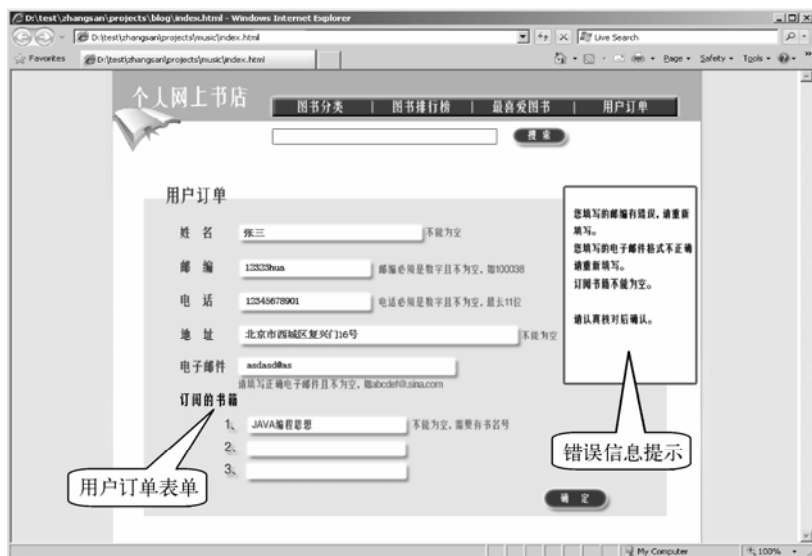 D:\test\zhangsan\projects\blog\index.html - Windows Internet Explorer
D:\test\zhangsan\projects\music\index.html
Live Search
Favorites
D:\test\zhangsan\projects\music\index.html
Page
Safety
Tools
个人网上书店
图书分类 | 图书排行榜 | 最喜爱图书 | 用户订单
搜 索
用户订单
姓 名 张三 不能为空
邮 编 12323hua 邮编必须是数字且不为空, 如100038
电 话 12345678901 电话必须是数字且不为空, 最长11位
地 址 北京市西城区复兴门16号 不能为空
电子邮件 asdasd@as
请填写正确电子邮件且不为空, 如abcdef@.sina.com
订阅的书籍
1、 JAVA编程思想 不能为空, 需要有书名号
2、
3、
确 定
您填写的邮编有错误, 请重新
填写。
您填写的电子邮件格式不正确
请重新填写。
订阅书籍不能为空。
请认真核对后确认。
用户订单表单
错误信息提示
My Computer
100%